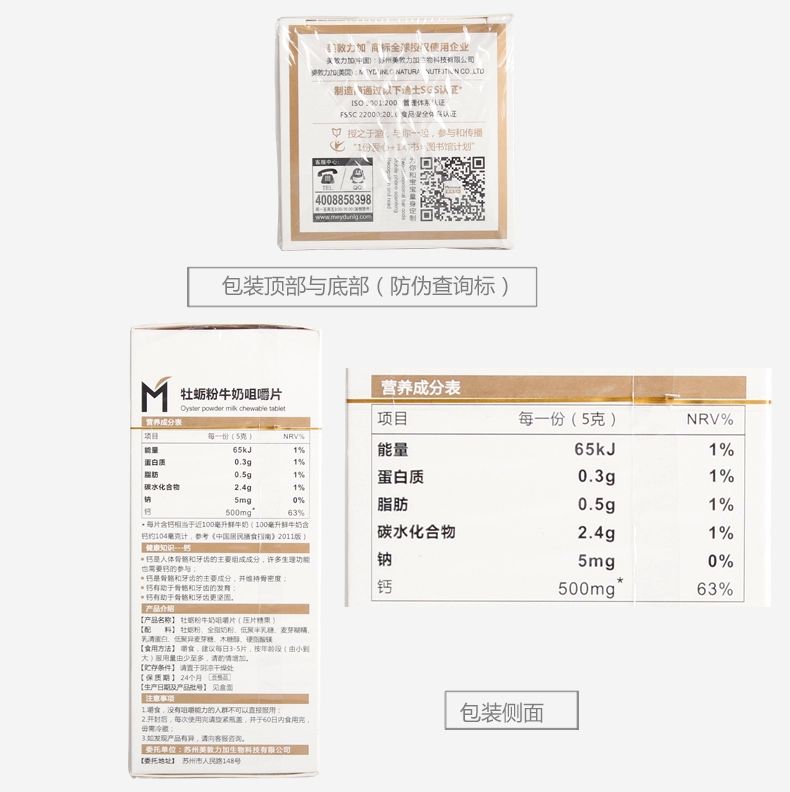 美敦力加® 商标全球授权使用企业
美敦力加(中国)：苏州美敦力加生物科技有限公司
美敦力加(美国)：MEYDUNLG NATURAL NUTRITION CO.,LTD
制造商通过以下通士SGS认证*
管理体系认证
食品安全体系认证
参与和传播
图书馆计划”
客服中心：
TEL QQ
4008858398
www.meydunlg.com
为你和宝宝量身定制
包装顶部与底部（防伪查询标）
M 牡蛎粉牛奶咀嚼片
Oyster powder milk chewable tablet
营养成分表
项目 每一份（5克） NRV%
能量 65kJ 1%
蛋白质 0.3g 1%
脂肪 0.5g 1%
碳水化合物 2.4g 1%
钠 5mg 0%
钙 500mg* 63%
* 每片含钙相当于近100毫升鲜牛奶（100毫升鲜牛奶含
钙约104毫克计，参考《中国居民膳食指南》2011版）
健康知识---钙
钙是人体骨骼和牙齿的主要组成成分，许多生理功能
也需要钙的参与；
钙是骨骼和牙齿的主要成分，并维持骨密度；
钙有助于骨骼和牙齿的发育；
钙有助于骨骼和牙齿更坚固。
产品介绍
【产品名称】 牡蛎粉牛奶咀嚼片（压片糖果）
【配 料】 牡蛎粉、全脂奶粉、低聚半乳糖、麦芽糊精、
乳清蛋白、低聚异麦芽糖、木糖醇、硬脂酸镁
【食用方法】 嚼食，建议每日3-5片，按年龄段（由小到
大）服用量由少至多，请酌情增加。
【贮存条件】 请置于阴凉干燥处
【保 质 期】 24个月
【生产日期及产品批号】 见盒面
注意事项
1.嚼食，没有咀嚼能力的人群不可以直接服用；
2.开封后，每次使用完请旋紧瓶盖，并于60日内食用完，
毋需冷藏；
3.如发现产品有异，请向客服咨询。
委托单位：苏州美敦力加生物科技有限公司
【委托地址】 苏州市人民路148号
营养成分表
项目 每一份（5克） NRV%
能量 65kJ 1%
蛋白质 0.3g 1%
脂肪 0.5g 1%
碳水化合物 2.4g 1%
钠 5mg 0%
钙 500mg* 63%
包装侧面